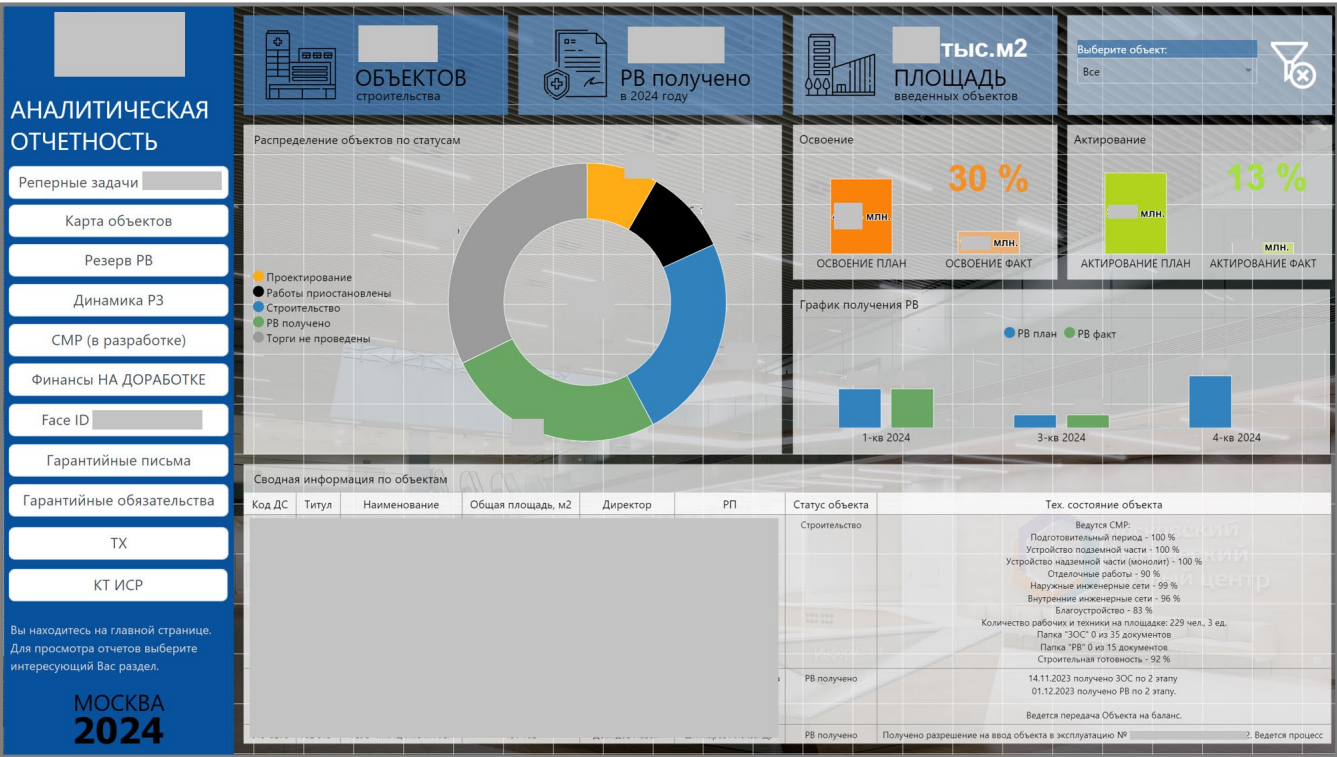 АНАЛИТИЧЕСКАЯ
ОТЧЕТНОСТЬ
Реперные задачи
Карта объектов
Резерв РВ
Динамика РЗ
СМР (в разработке)
Финансы НА ДОРАБОТКЕ
Face ID
Гарантийные письма
Гарантийные обязательства
ТХ
КТ ИСР
Вы находитесь на главной странице.
Для просмотра отчетов выберите
интересующий Вас раздел.
МОСКВА
2024
ОБЪЕКТОВ
строительства
РВ получено
в 2024 году
тыс.м2
ПЛОЩАДЬ
введенных объектов
Выберите объект:
Все
Распределение объектов по статусам
Проектирование
Работы приостановлены
Строительство
РВ получено
Торги не проведены
Освоение
30 %
млн.
млн.
ОСВОЕНИЕ ПЛАН ОСВОЕНИЕ ФАКТ
Актирование
13 %
млн.
млн.
АКТИРОВАНИЕ ПЛАН АКТИРОВАНИЕ ФАКТ
График получения РВ
РВ план РВ факт
1-кв 2024 3-кв 2024 4-кв 2024
Сводная информация по объектам
Код ДС Титул Наименование Общая площадь, м2 Директор РП Статус объекта Тех. состояние объекта
Строительство
Ведутся СМР:
Подготовительный период - 100 %
Устройство подземной части - 100 %
Устройство надземной части (монолит) - 100 %
Отделочные работы - 90 %
Наружные инженерные сети - 99 %
Внутренние инженерные сети - 96 %
Благоустройство - 83 %
Количество рабочих и техники на площадке: 229 чел., 3 ед.
Папка "ЗОС" 0 из 35 документов
Папка "РВ" 0 из 15 документов
Строительная готовность - 92 %
РВ получено
14.11.2023 получено ЗОС по 2 этапу
01.12.2023 получено РВ по 2 этапу.
Ведется передача Объекта на баланс.
РВ получено Получено разрешение на ввод объекта в эксплуатацию № 2. Ведется процесс